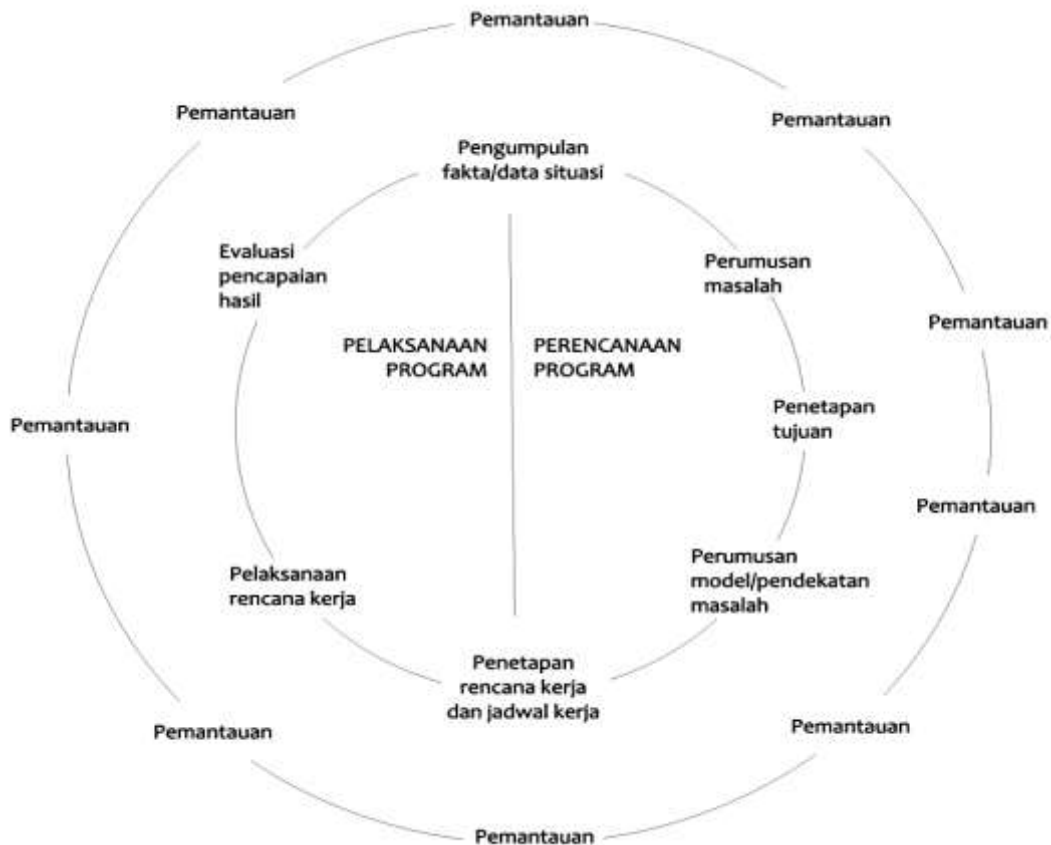 Pemantauan
Pemantauan
Pemantauan
Pengumpulan
fakta/data situasi
Evaluasi
pencapaian
hasil
Perumusan
masalah
Pemantauan
PELAKSANAAN
PROGRAM
PERENCANAAN
PROGRAM
Pemantauan
Penetapan
tujuan
Pemantauan
Pelaksanaan
rencana kerja
Perumusan
model/pendekatan
masalah
Penetapan
rencana kerja
dan jadwal kerja
Pemantauan
Pemantauan
Pemantauan